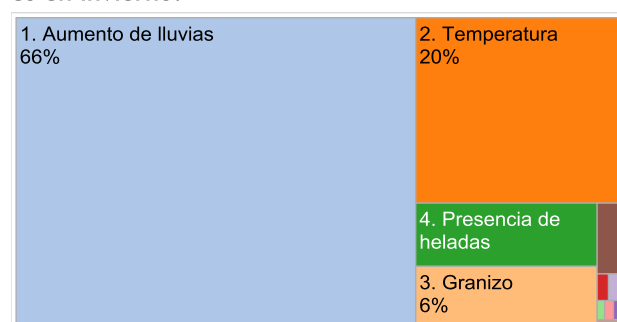 1. Aumento de lluvias
66%
2. Temperatura
20%
4. Presencia de
heladas
3. Granizo
6%